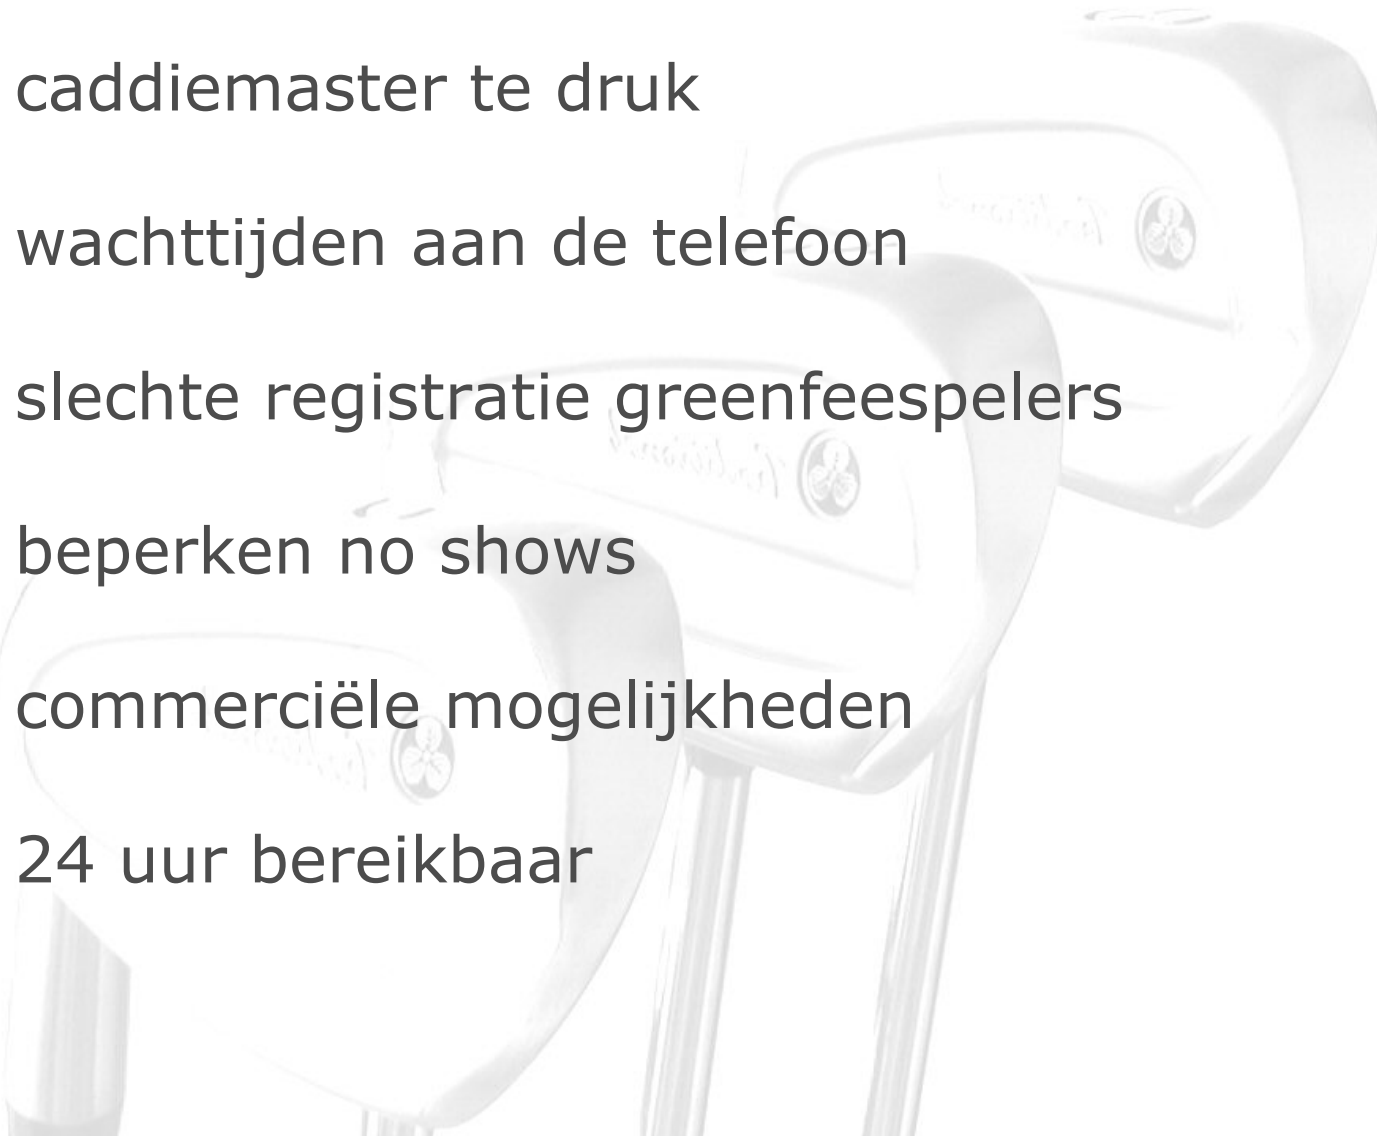 caddiemaster te druk
wachttijden aan de telefoon
slechte registratie greenfeespelers
beperken no shows
commerciële mogelijkheden
24 uur bereikbaar